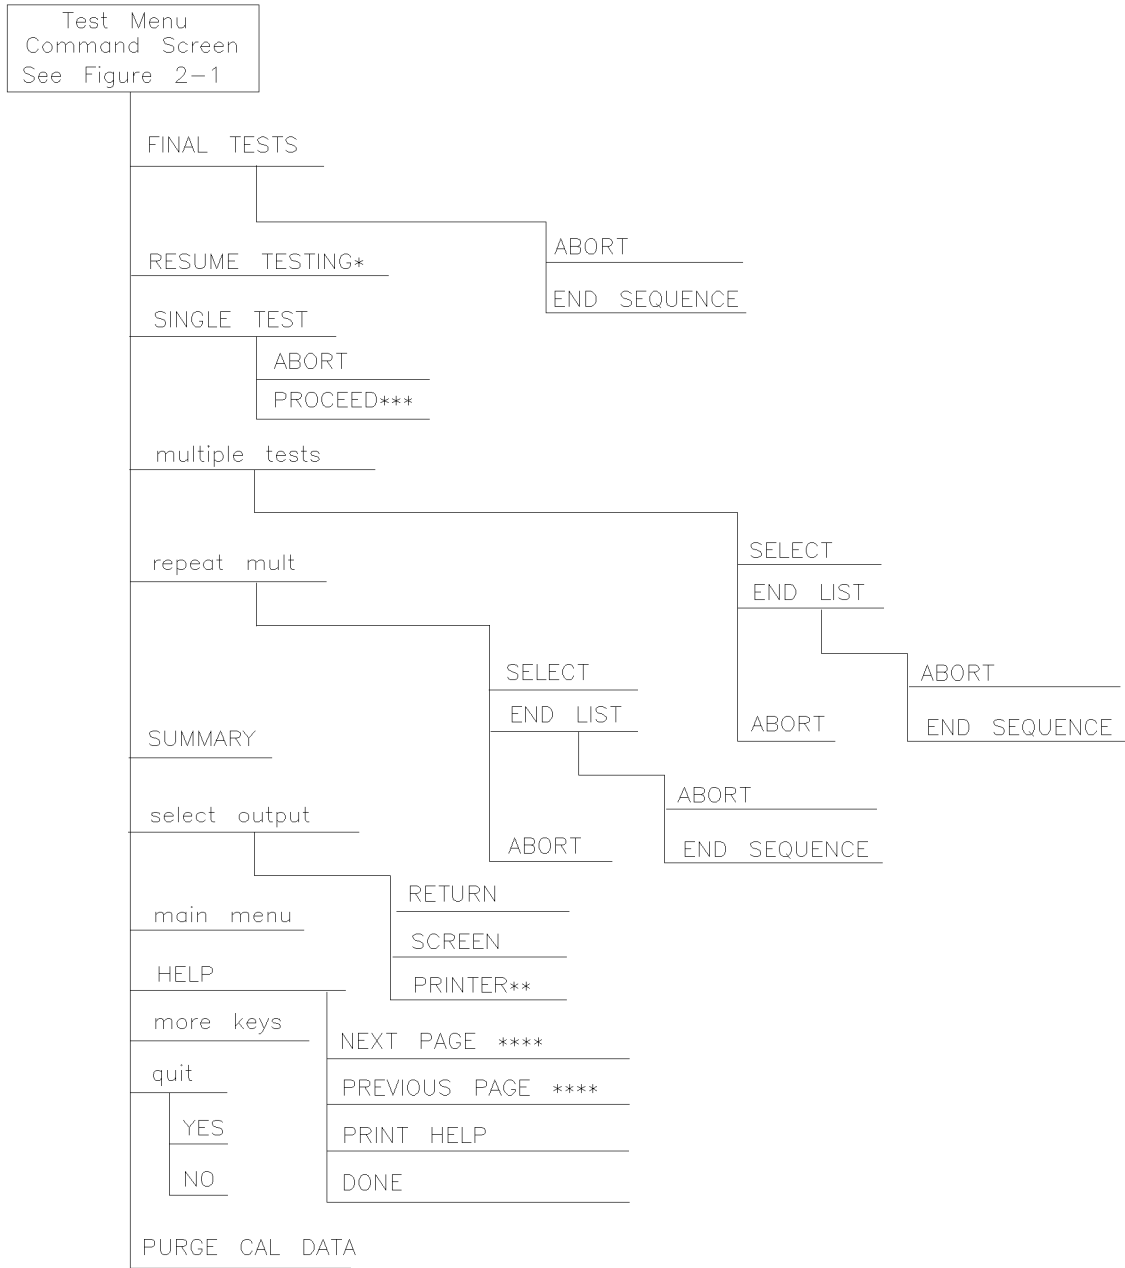 Test Menu
Command Screen
See Figure 2-1
FINAL TESTS
ABORT
END SEQUENCE
RESUME TESTING*
SINGLE TEST
ABORT
PROCEED***
multiple tests
SELECT
END LIST
ABORT
END SEQUENCE
ABORT
repeat mult
SELECT
END LIST
ABORT
END SEQUENCE
ABORT
SUMMARY
select output
RETURN
SCREEN
PRINTER**
main menu
HELP
NEXT PAGE ****
PREVIOUS PAGE ****
PRINT HELP
DONE
more keys
quit
YES
NO
PURGE CAL DATA